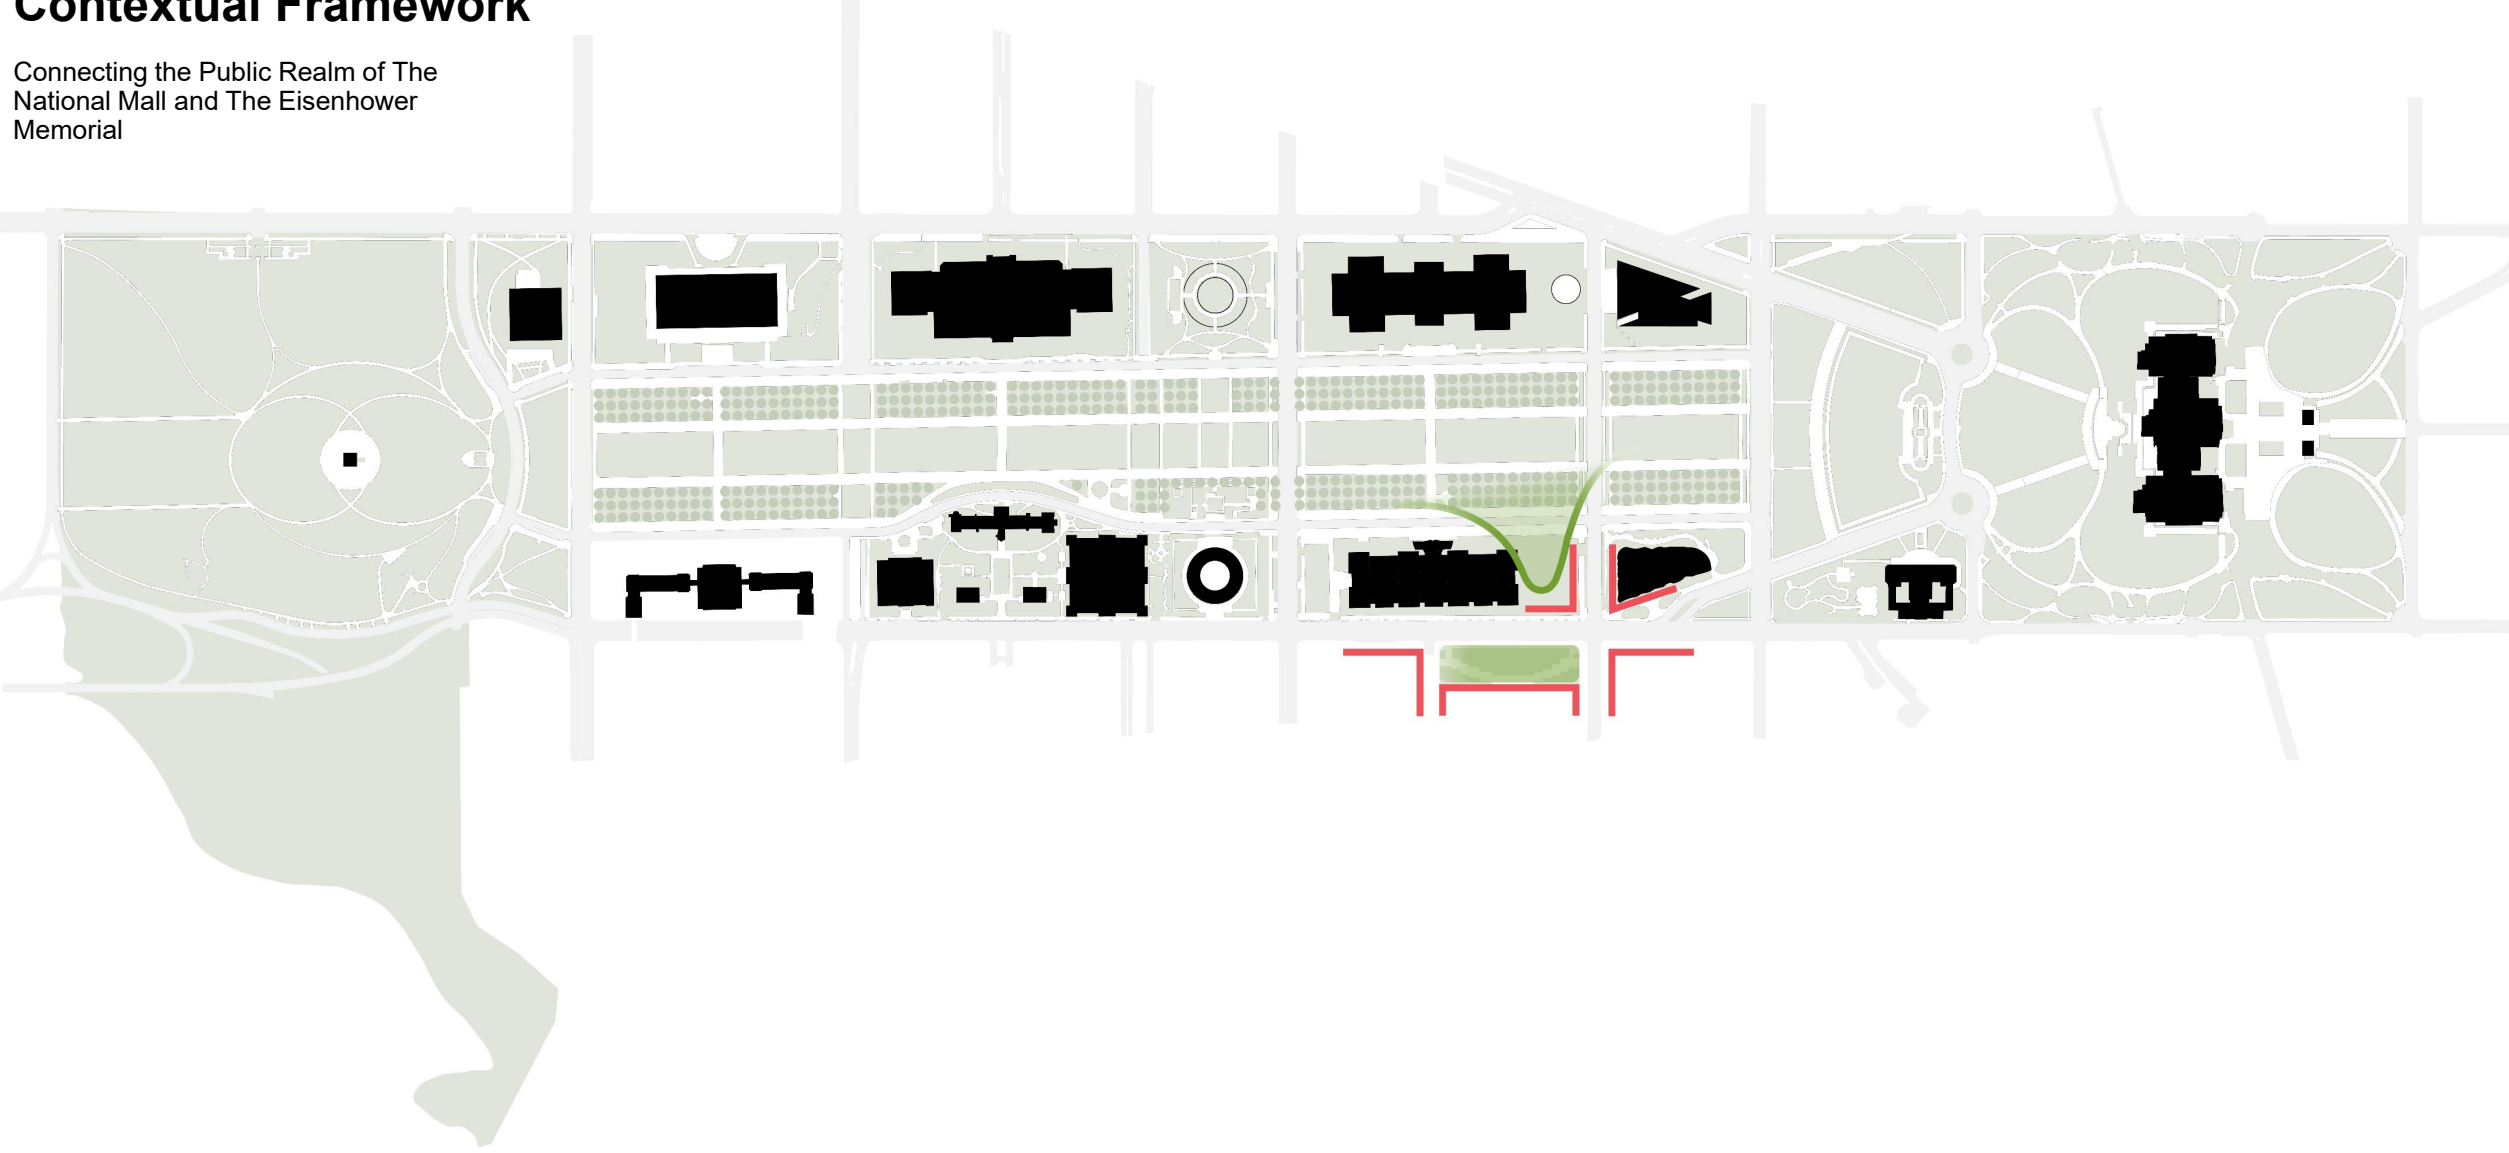 Contextual Framework
Connecting the Public Realm of The
National Mall and The Eisenhower
Memorial